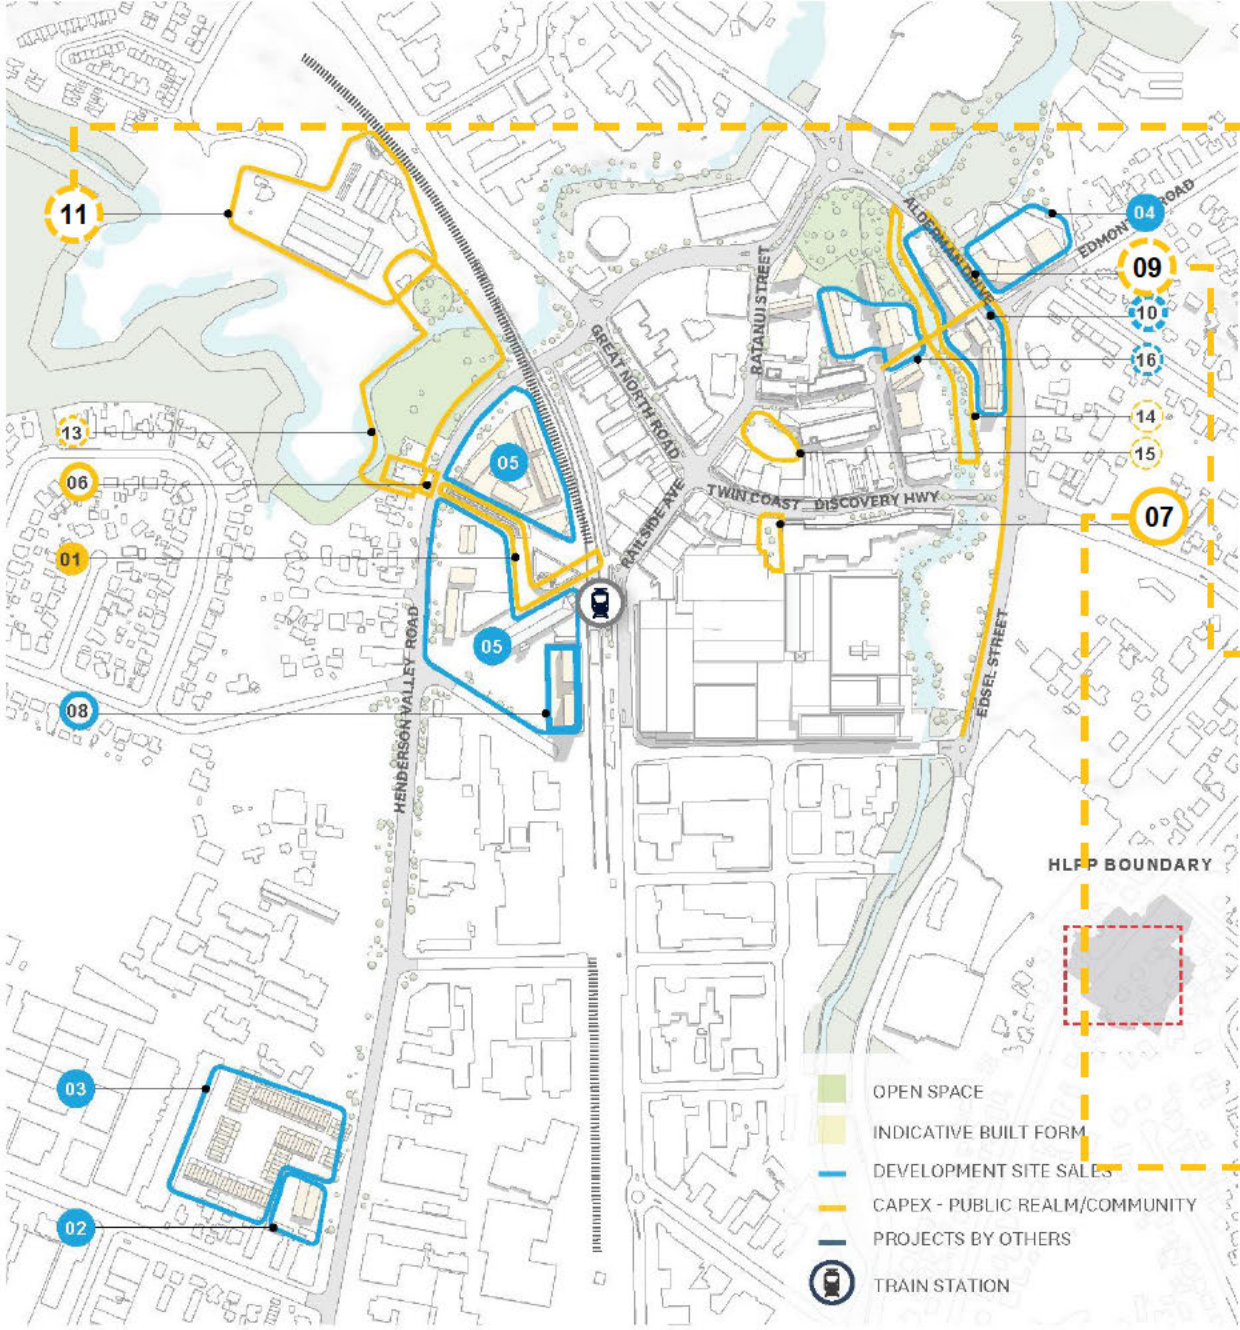 11
ALDERMAN DRIVE
04
EDMONT ROAD
09
RATANUI STREET
10
GREAT NORTH ROAD
16
14
13
15
05
06
TWIN COAST DISCOVERY HWY
07
RAILSIDE AVE
01
05
HENDERSON VALLEY ROAD
EDSEL STREET
08
HLPP BOUNDARY
03
02
OPEN SPACE
INDICATIVE BUILT FORM
DEVELOPMENT SITE SALES
CAPEX - PUBLIC REALM/COMMUNITY
PROJECTS BY OTHERS
TRAIN STATION